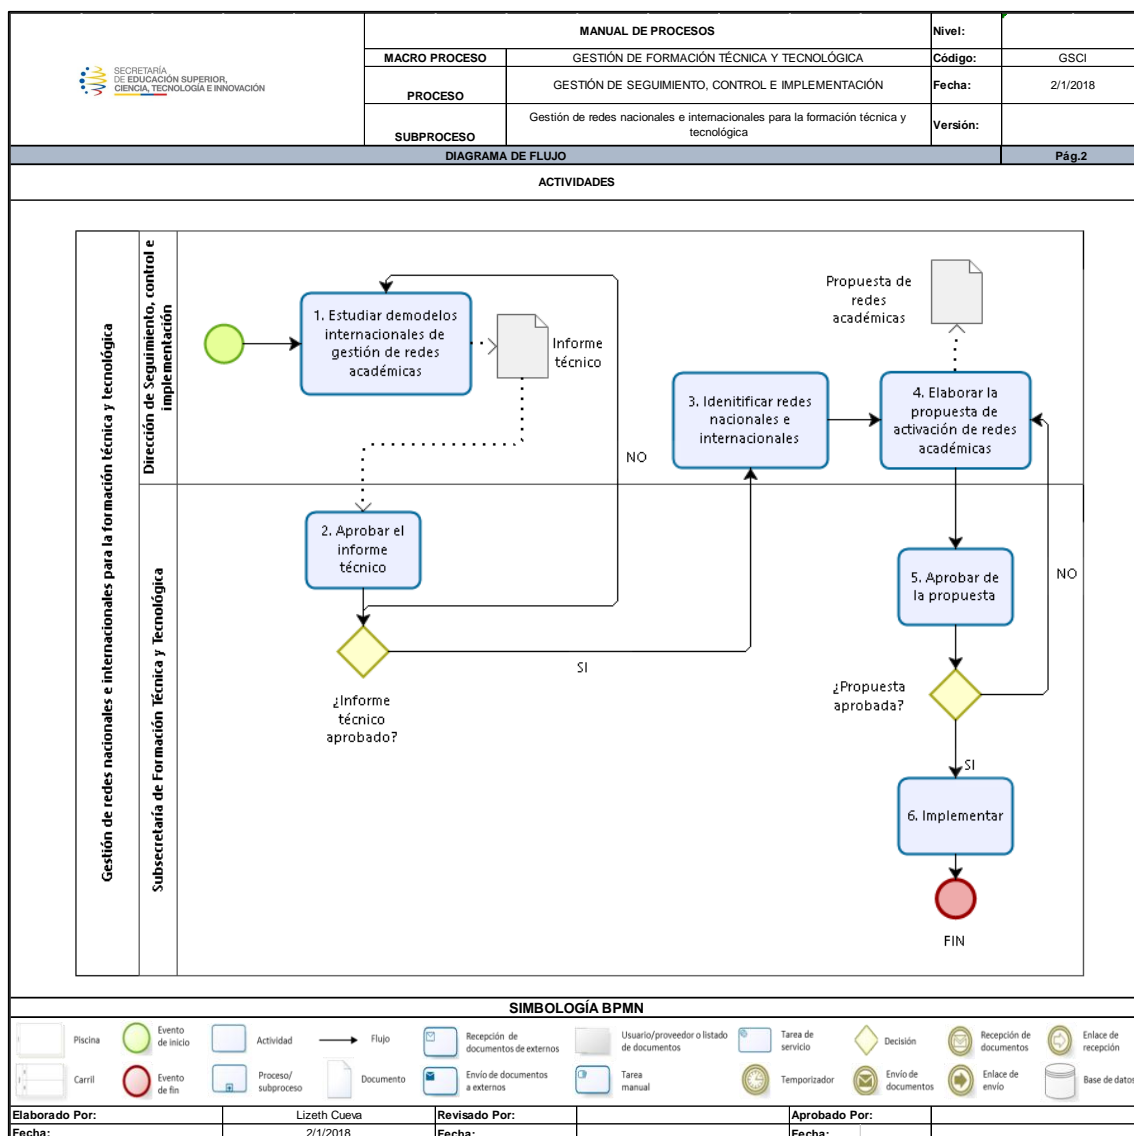 MANUAL DE PROCESOS
Nivel:
SECRETARÍA
DE EDUCACIÓN SUPERIOR,
CIENCIA, TECNOLOGÍA E INNOVACIÓN
MACRO PROCESO
GESTIÓN DE FORMACIÓN TÉCNICA Y TECNOLÓGICA
Código:
GSCI
PROCESO
GESTIÓN DE SEGUIMIENTO, CONTROL E IMPLEMENTACIÓN
Fecha:
2/1/2018
SUBPROCESO
Gestión de redes nacionales e internacionales para la formación técnica y
tecnológica
Versión:
DIAGRAMA DE FLUJO
Pág.2
ACTIVIDADES
Gestión de redes nacionales e internacionales para la formación técnica y tecnológica
Dirección de Seguimiento, control e
implementación
1. Estudiar demodelos
internacionales de
gestión de redes
académicas
Informe
técnico
Propuesta de
redes
académicas
3. Idenitificar redes
nacionales e
internacionales
4. Elaborar la
propuesta de
activación de redes
académicas
NO
Subsecretaría de Formación Técnica y Tecnológica
2. Aprobar el
informe
técnico
¿Informe
técnico
aprobado?
SI
5. Aprobar de
la propuesta
NO
¿Propuesta
aprobada?
SI
6. Implementar
FIN
SIMBOLOGÍA BPMN
Piscina
Evento
de inicio
Actividad
Flujo
Recepción de
documentos de externos
Usuario/proveedor o listado
de documentos
Tarea de
servicio
Decisión
Recepción de
documentos
Enlace de
recepción
Carril
Evento
de fin
Proceso/
subproceso
Documento
Envío de documentos
a externos
Tarea
manual
Temporizador
Envío de
documentos
Enlace de
envío
Base de datos
Elaborado Por:
Lizeth Cueva
Revisado Por:
Aprobado Por:
Fecha:
2/1/2018
Fecha:
Fecha: